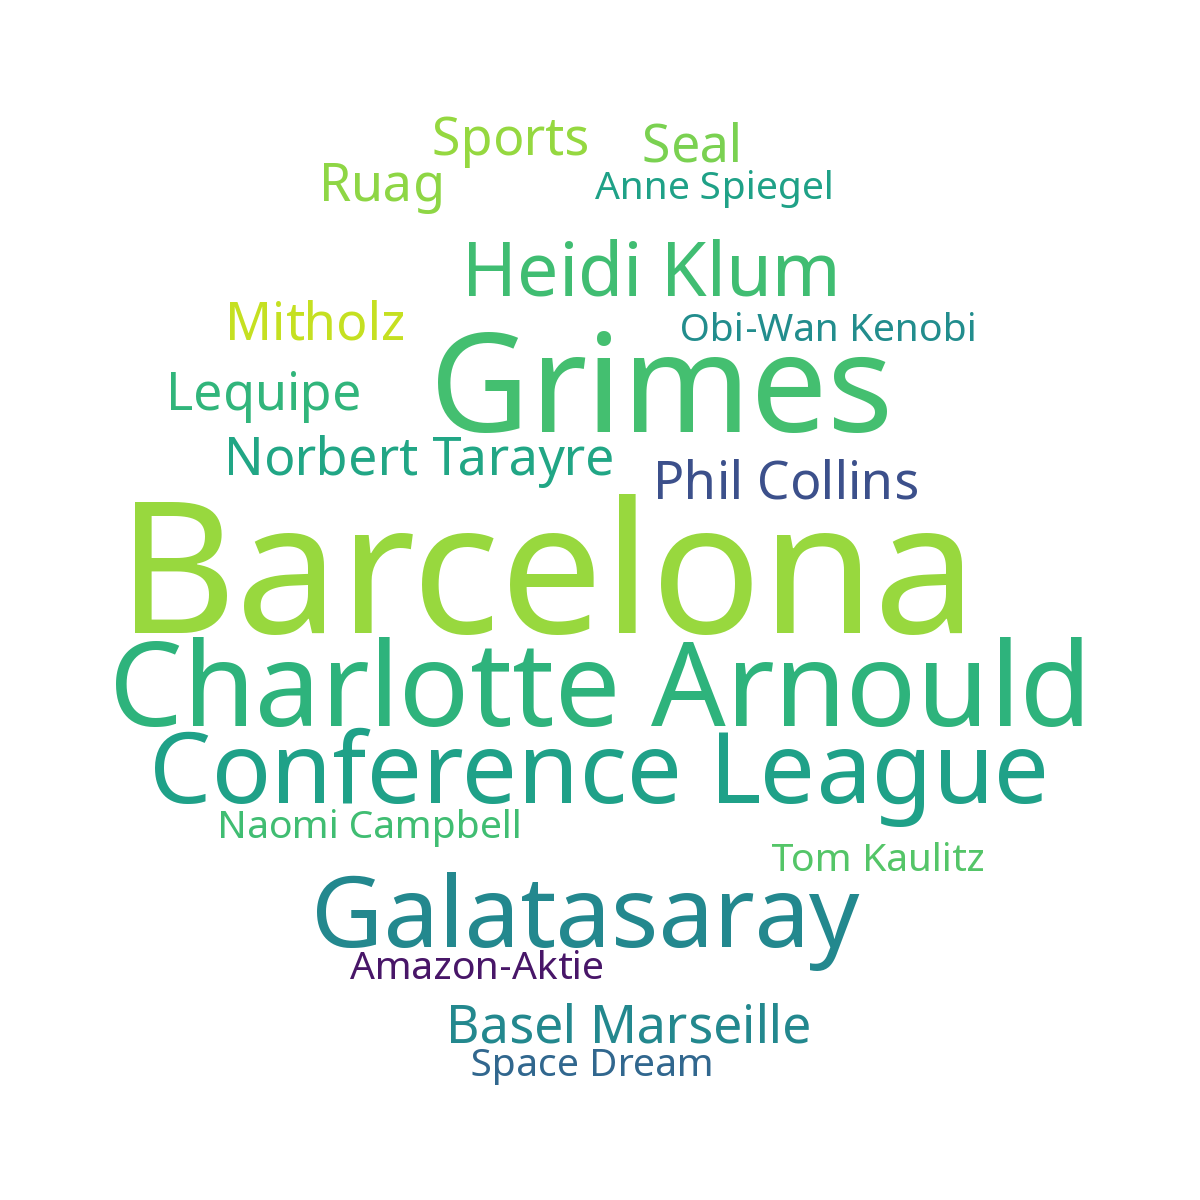 Sports
Seal
Ruag
Anne Spiegel
Heidi Klum
Mitholz
Obi-Wan Kenobi
Grimes
Lequipe
Norbert Tarayre
Phil Collins
Barcelona
Charlotte Arnould
Conference League
Naomi Campbell
Tom Kaulitz
Galatasaray
Amazon-Aktie
Basel Marseille
Space Dream